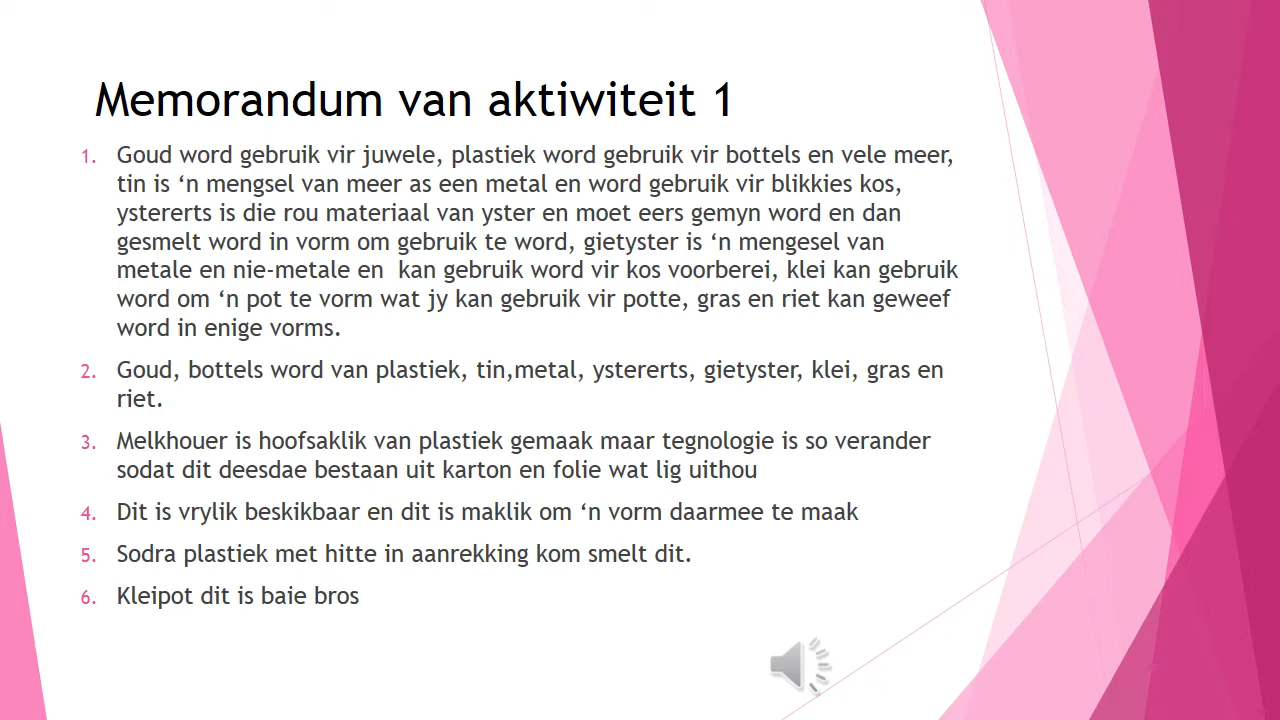 Memorandum van aktiwiteit 1
1. Goud word gebruik vir juwele, plastiek word gebruik vir bottels en vele meer,
tin is ‘n mengsel van meer as een metal en word gebruik vir blikkies kos,
ystererts is die rou materiaal van yster en moet eers gemyn word en dan
gesmelt word in vorm om gebruik te word, gietyster is ‘n mengesel van
metale en nie-metale en  kan gebruik word vir kos voorberei, klei kan gebruik
word om ‘n pot te vorm wat jy kan gebruik vir potte, gras en riet kan geweef
word in enige vorms.
2. Goud, bottels word van plastiek, tin,metal, ystererts, gietyster, klei, gras en
riet.
3. Melkhouer is hoofsaklik van plastiek gemaak maar tegnologie is so verander
sodat dit deesdae bestaan uit karton en folie wat lig uithou
4. Dit is vrylik beskikbaar en dit is maklik om ‘n vorm daarmee te maak
5. Sodra plastiek met hitte in aanrekking kom smelt dit.
6. Kleipot dit is baie bros